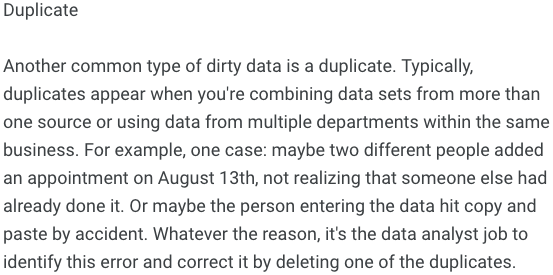 Duplicate
Another common type of dirty data is a duplicate. Typically,
duplicates appear when you're combining data sets from more than
one source or using data from multiple departments within the same
business. For example, one case: maybe two different people added
an appointment on August 13th, not realizing that someone else had
already done it. Or maybe the person entering the data hit copy and
paste by accident. Whatever the reason, it's the data analyst job to
identify this error and correct it by deleting one of the duplicates.